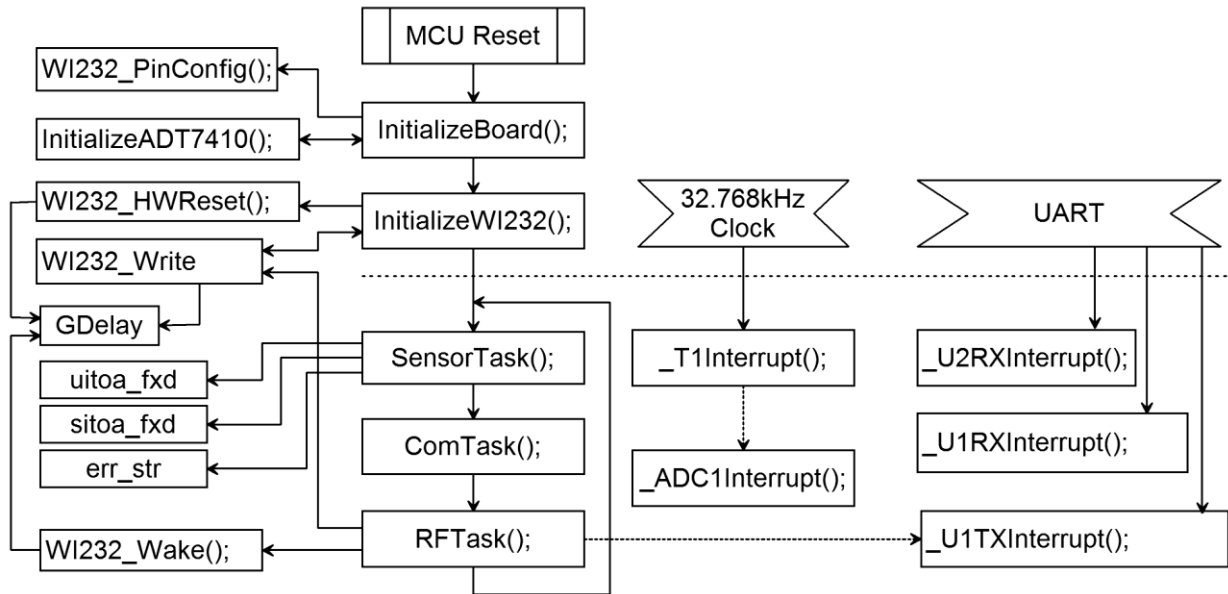 MCU Reset
WI232_PinConfig();
InitializeBoard();
InitializeADT7410();
WI232_HWReset();
InitializeWI232();
32.768kHz
Clock
UART
WI232_Write
GDelay
SensorTask();
_T1Interrupt();
_U2RXInterrupt();
uitoa_fxd
sitoa_fxd
ComTask();
_U1RXInterrupt();
err_str
_ADC1Interrupt();
WI232_Wake();
RFTask();
_U1TXInterrupt();